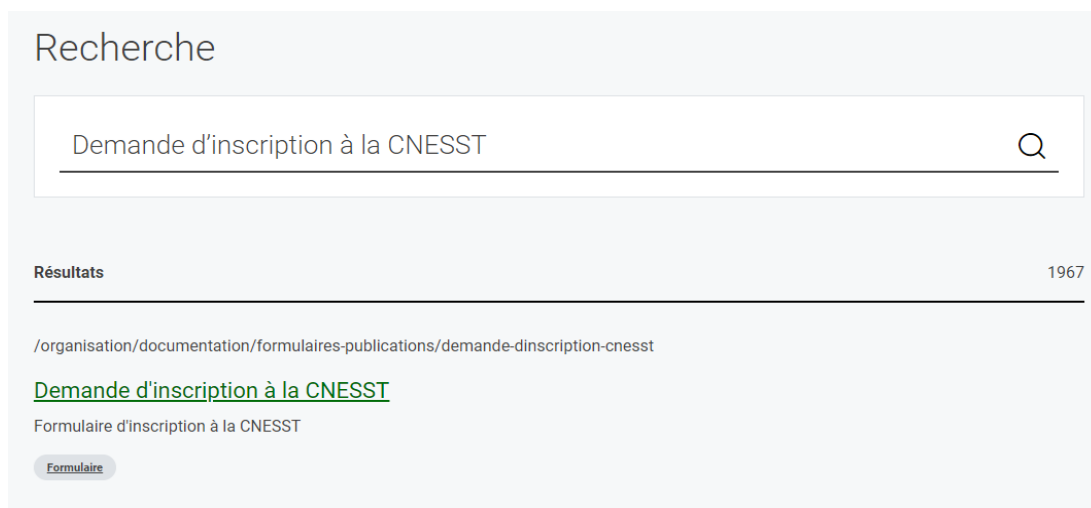 Recherche
Demande d’inscription à la CNESST
Résultats
1967
/organisation/documentation/formulaires-publications/demande-dinscription-cnesst
Demande d'inscription à la CNESST
Formulaire d'inscription à la CNESST
Formulaire